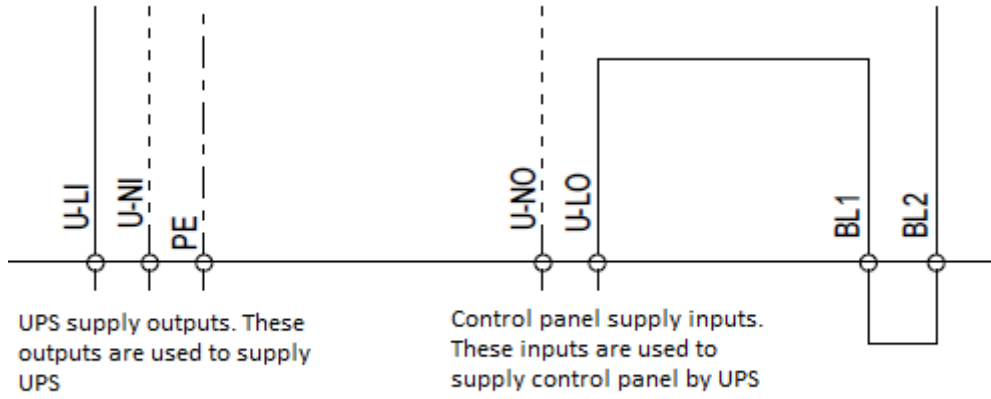 U-LI
U-NI
PE
U-NO
U-LO
BL1
BL2
UPS supply outputs. These
outputs are used to supply
UPS
Control panel supply inputs.
These inputs are used to
supply control panel by UPS